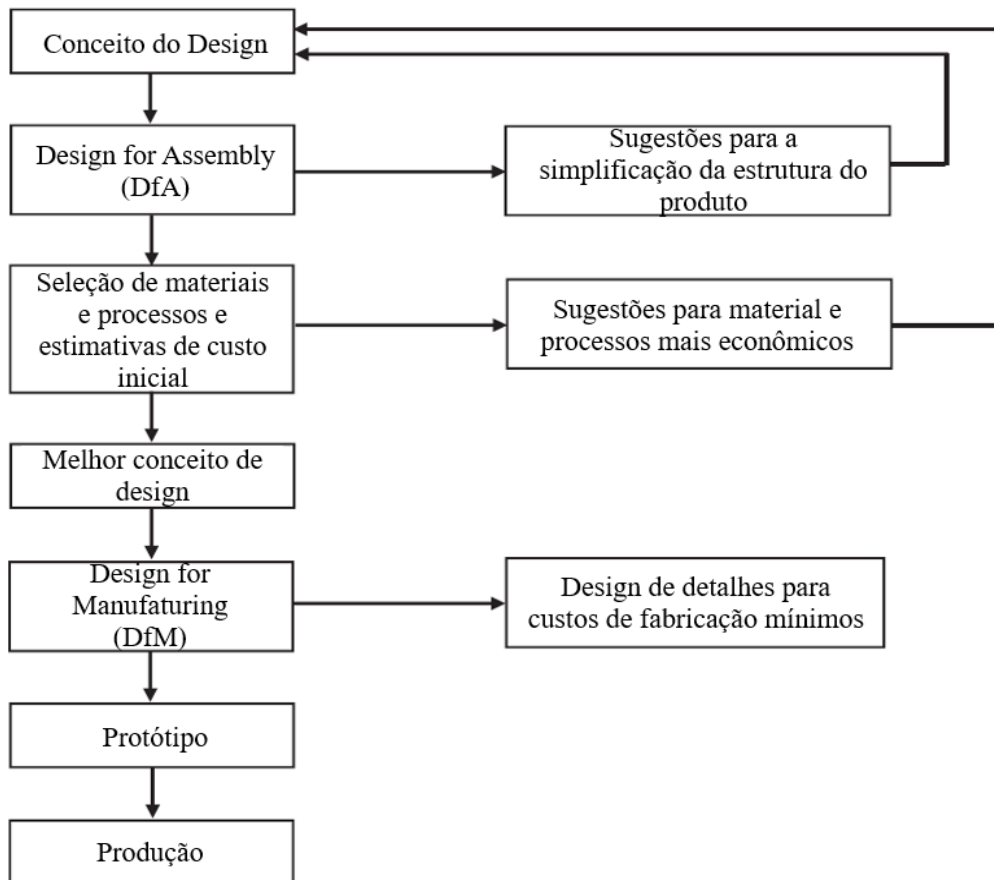 Conceito do Design
Design for Assembly
(DfA)
Sugestões para a
simplificação da estrutura do
produto
Seleção de materiais
e processos e
estimativas de custo
inicial
Sugestões para material e
processos mais econômicos
Melhor conceito de
design
Design for
Manufaturing
(DfM)
Design de detalhes para
custos de fabricação mínimos
Protótipo
Produção